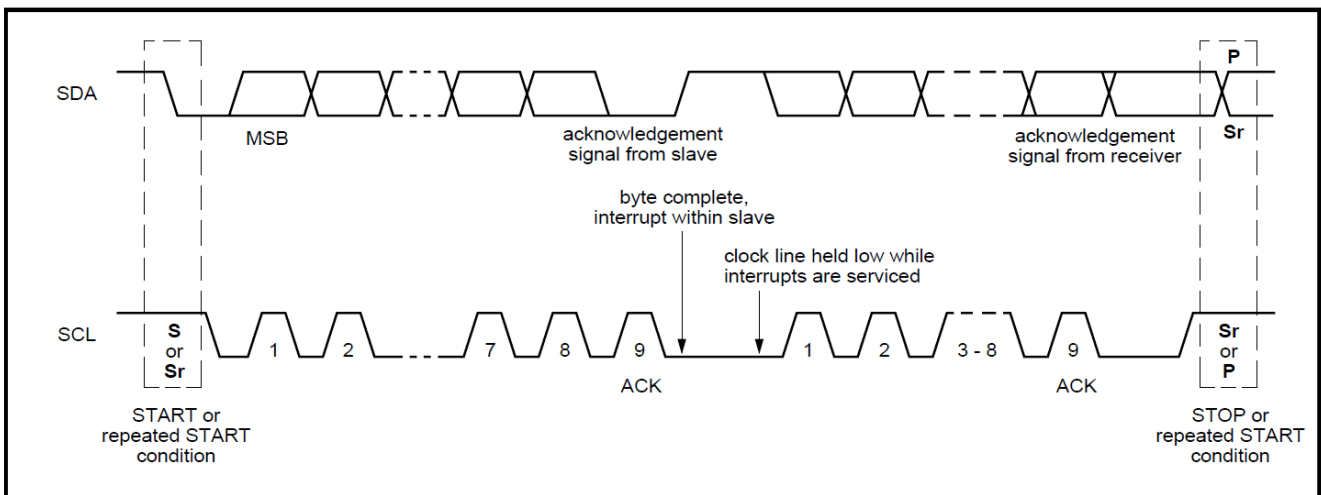 P
SDA
MSB
acknowledgement
signal from slave
acknowledgement
signal from receiver
Sr
byte complete,
interrupt within slave
clock line held low while
interrupts are serviced
SCL
S
or
Sr
1
2
7
8
9
1
2
3 - 8
9
Sr
or
P
ACK
ACK
START or
repeated START
condition
STOP or
repeated START
condition